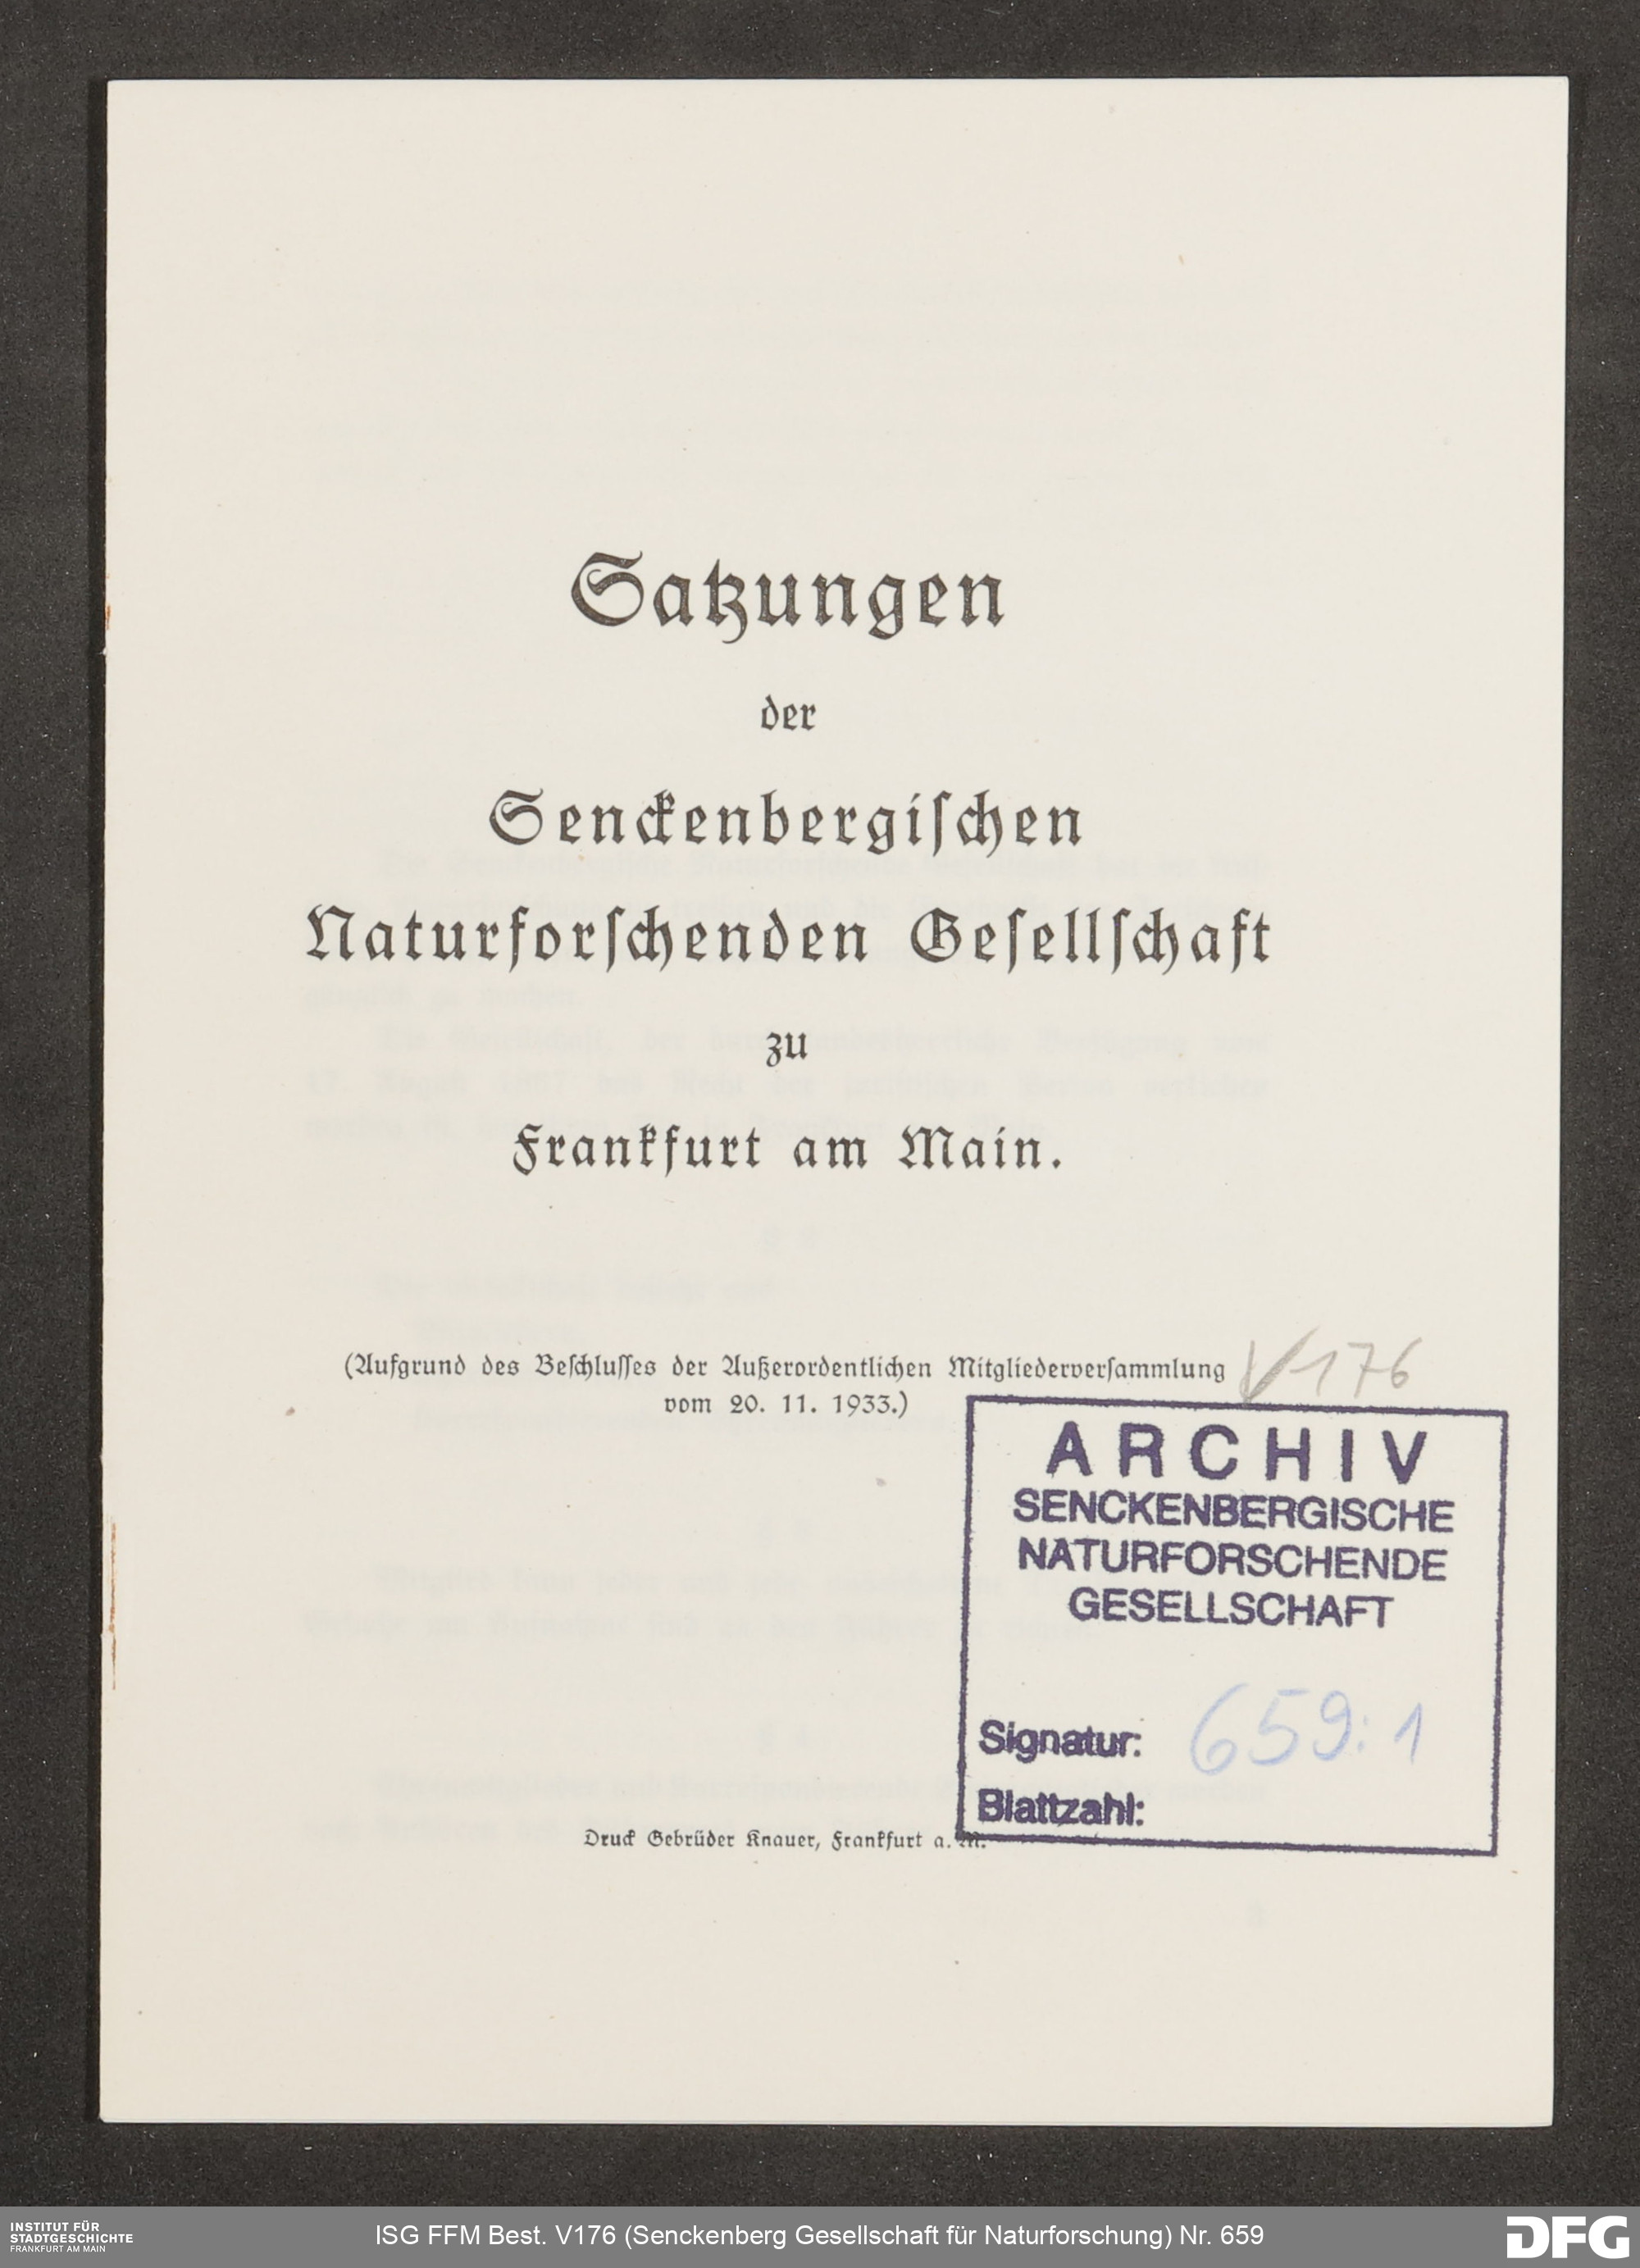 Satzungen
der
Senckenbergiſchen
Naturforſchenden Geſellſchaft
zu
Frankfurt am Main.
(Aufgrund des Beſchluſſes der Außerordentlichen Mitgliederverſammlung
vom 20. 11. 1933.)
V 176
ARCHIV
SENCKENBERGISCHE
NATURFORSCHENDE
GESELLSCHAFT
Signatur: 659:1
Blattzahl:
Druck Gebrüder Knauer, Frankfurt a. M.
INSTITUT FÜR
STADTGESCHICHTE
FRANKFURT AM MAIN
ISG FFM Best. V176 (Senckenberg Gesellschaft für Naturforschung) Nr. 659
DFG